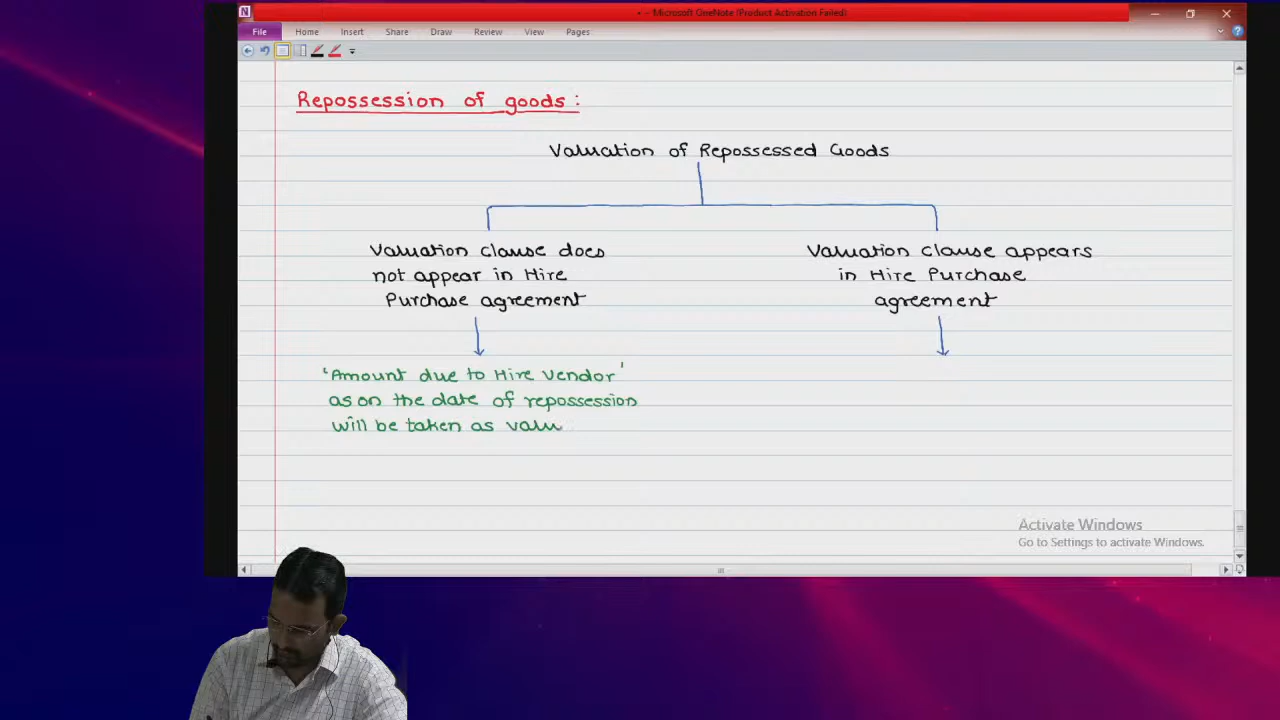 - Microsoft OneNote (Product Activation Failed)
File Home Insert Share Draw Review View Pages
Repossession of goods :
Valuation of Repossessed Goods
Valuation clause does
not appear in Hire
Purchase agreement
Valuation clause appears
in Hire Purchase
agreement
'Amount due to Hire vendor'
as on the date of repossession
will be taken as valu
Activate Windows
Go to Settings to activate Windows.